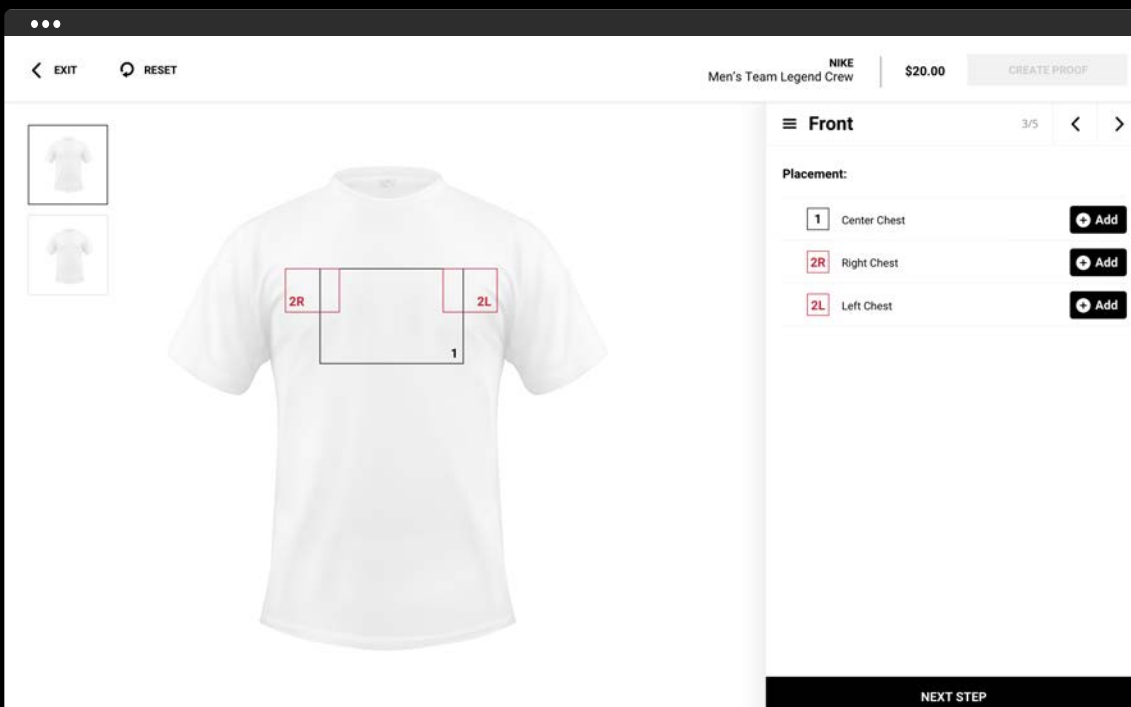 EXIT
RESET
NIKE
Men's Team Legend Crew
$20.00
CREATE PROOF
Front
3/5
Placement:
1 Center Chest Add
2R Right Chest Add
2L Left Chest Add
2R
2L
1
NEXT STEP